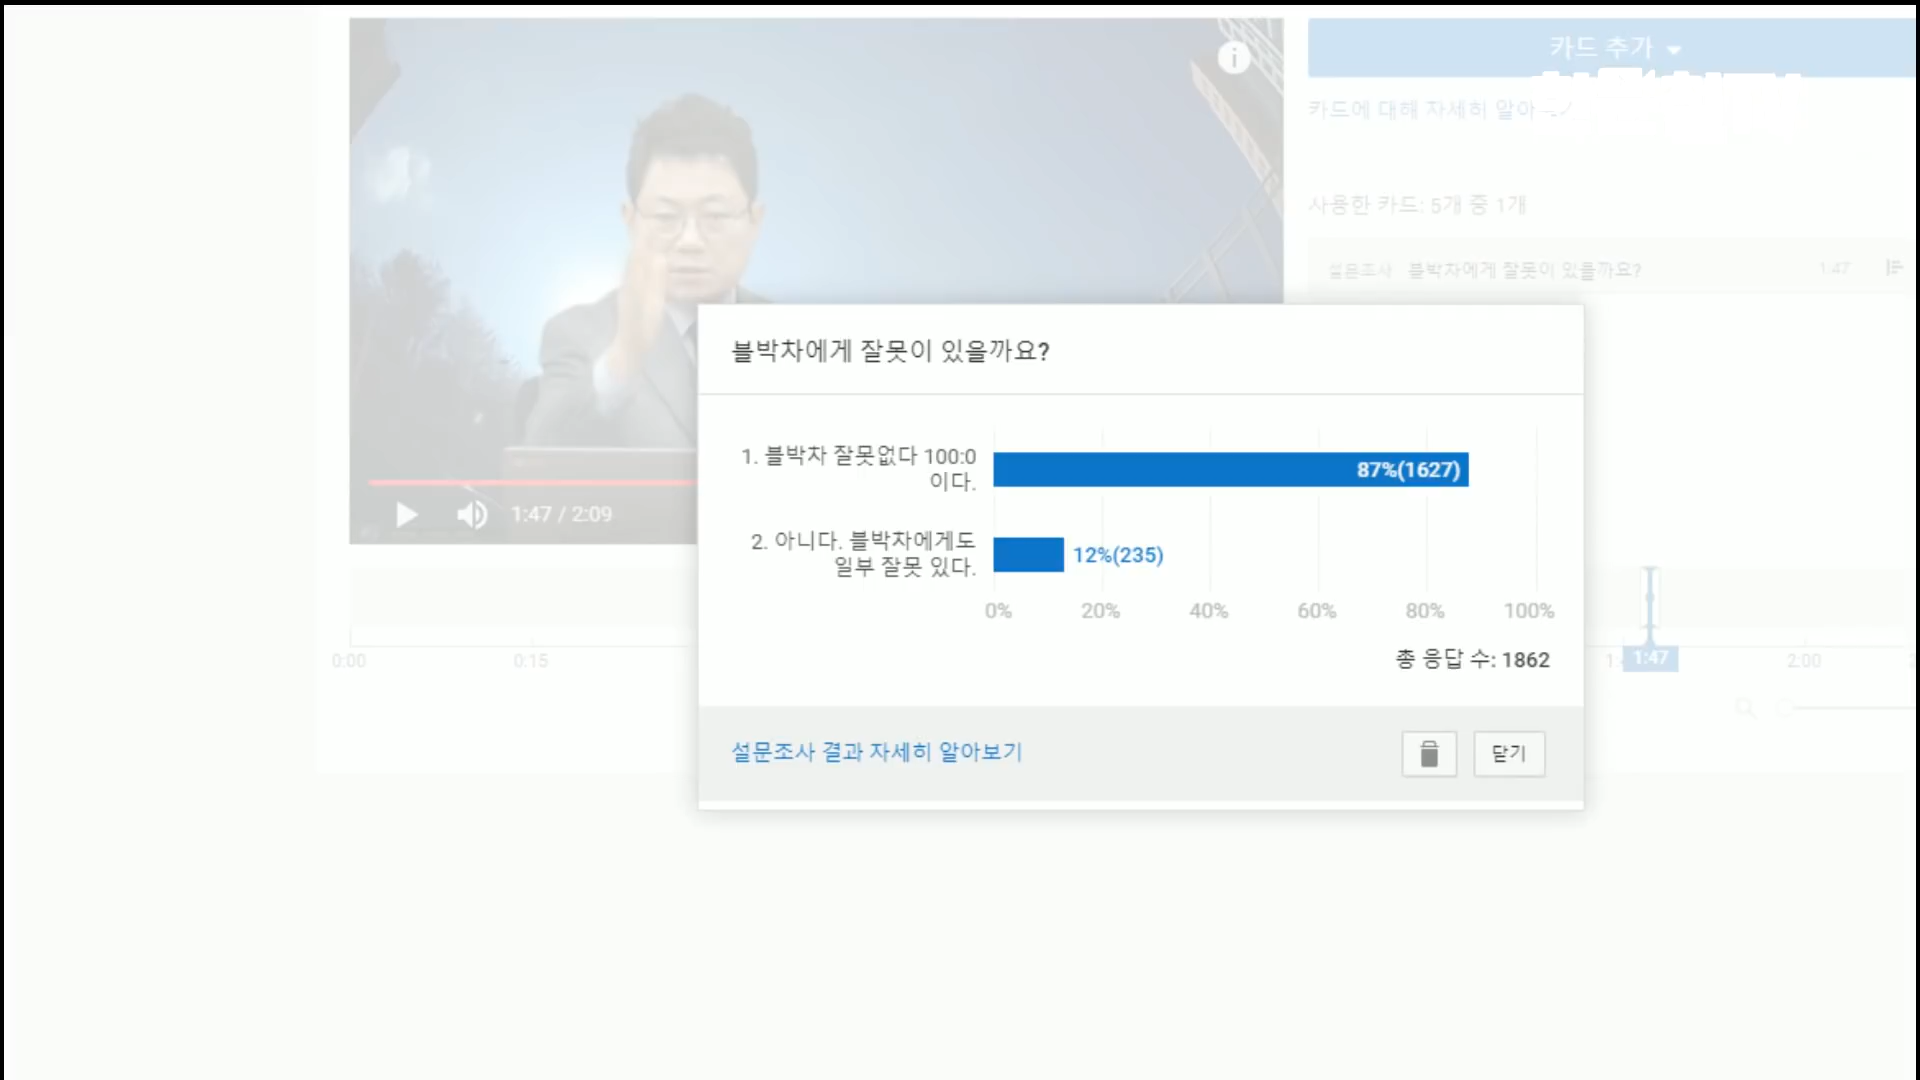 카드 추가
카드에 대해 자세히 알아
사용한 카드: 5개 중 1개
설문조사 블박차에게 잘못이 있을까요? 1:47
블박차에게 잘못이 있을까요?
1. 블박차 잘못없다 100:0
이다.
87%(1627)
1:47 / 2:09
2. 아니다. 블박차에게도
일부 잘못 있다.
12%(235)
0% 20% 40% 60% 80% 100%
총 응답 수: 1862
0:00 0:15 1:47 2:00
설문조사 결과 자세히 알아보기
닫기